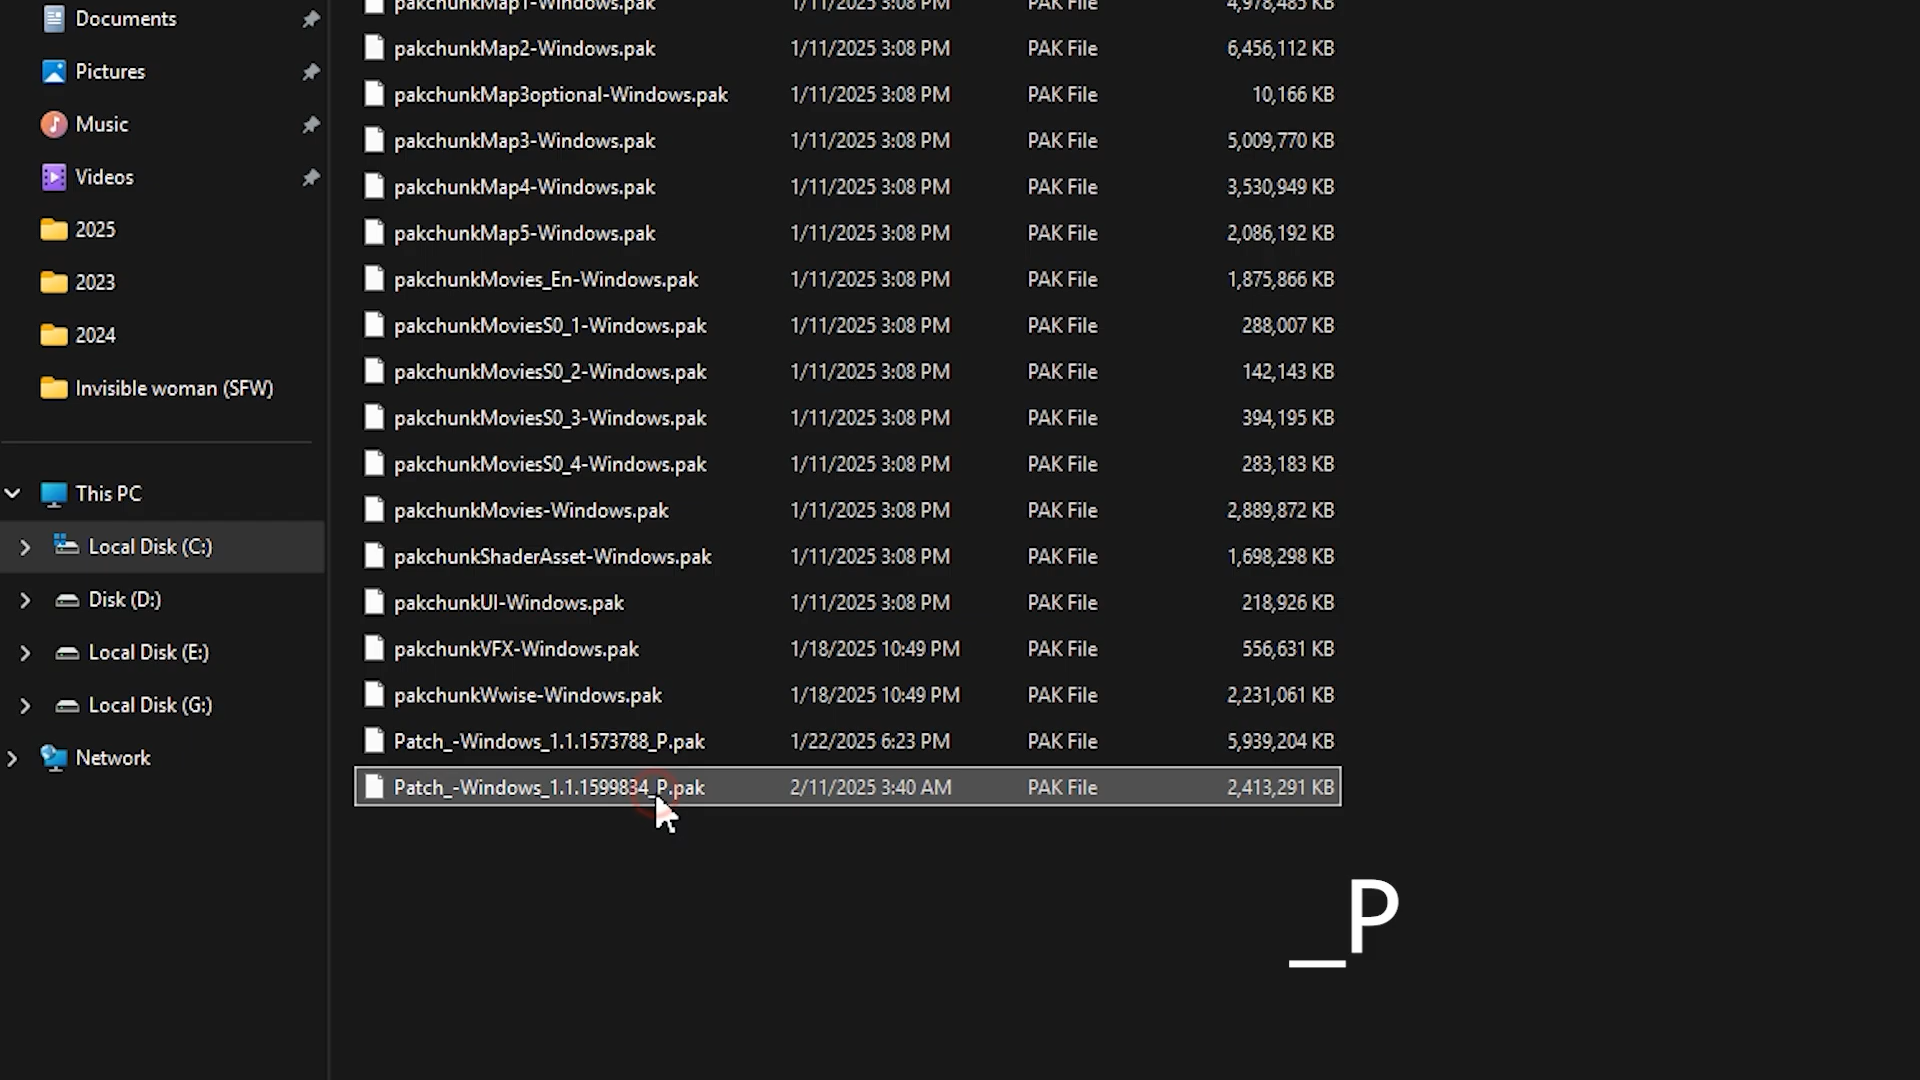 Documents
Pictures
Music
Videos
2025
2023
2024
Invisible woman (SFW)
This PC
Local Disk (C:)
Disk (D:)
Local Disk (E:)
Local Disk (G:)
Network
pakchunkMap1-Windows.pak 1/11/2025 3:08 PM PAK File 4,978,485 KB
pakchunkMap2-Windows.pak 1/11/2025 3:08 PM PAK File 6,456,112 KB
pakchunkMap3optional-Windows.pak 1/11/2025 3:08 PM PAK File 10,166 KB
pakchunkMap3-Windows.pak 1/11/2025 3:08 PM PAK File 5,009,770 KB
pakchunkMap4-Windows.pak 1/11/2025 3:08 PM PAK File 3,530,949 KB
pakchunkMap5-Windows.pak 1/11/2025 3:08 PM PAK File 2,086,192 KB
pakchunkMovies_En-Windows.pak 1/11/2025 3:08 PM PAK File 1,875,866 KB
pakchunkMoviesS0_1-Windows.pak 1/11/2025 3:08 PM PAK File 288,007 KB
pakchunkMoviesS0_2-Windows.pak 1/11/2025 3:08 PM PAK File 142,143 KB
pakchunkMoviesS0_3-Windows.pak 1/11/2025 3:08 PM PAK File 394,195 KB
pakchunkMoviesS0_4-Windows.pak 1/11/2025 3:08 PM PAK File 283,183 KB
pakchunkMovies-Windows.pak 1/11/2025 3:08 PM PAK File 2,889,872 KB
pakchunkShaderAsset-Windows.pak 1/11/2025 3:08 PM PAK File 1,698,298 KB
pakchunkUI-Windows.pak 1/11/2025 3:08 PM PAK File 218,926 KB
pakchunkVFX-Windows.pak 1/18/2025 10:49 PM PAK File 556,631 KB
pakchunkWwise-Windows.pak 1/18/2025 10:49 PM PAK File 2,231,061 KB
Patch_-Windows_1.1.1573788_P.pak 1/22/2025 6:23 PM PAK File 5,939,204 KB
Patch_-Windows_1.1.1599834_P.pak 2/11/2025 3:40 AM PAK File 2,413,291 KB
_P